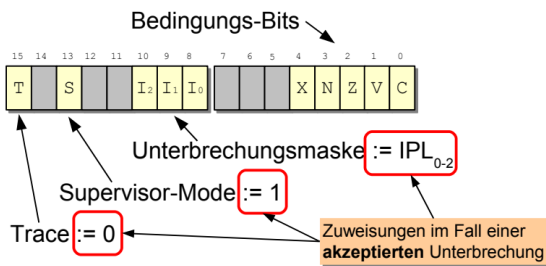 Bedingungs-Bits
15 14 13 12 11 10 9 8 7 6 5 4 3 2 1 0
T S I₂ I₁ I₀ X N Z V C
Unterbrechungsmaske := IPL₀₋₂
Supervisor-Mode := 1
Trace := 0
Zuweisungen im Fall einer
akzeptierten Unterbrechung